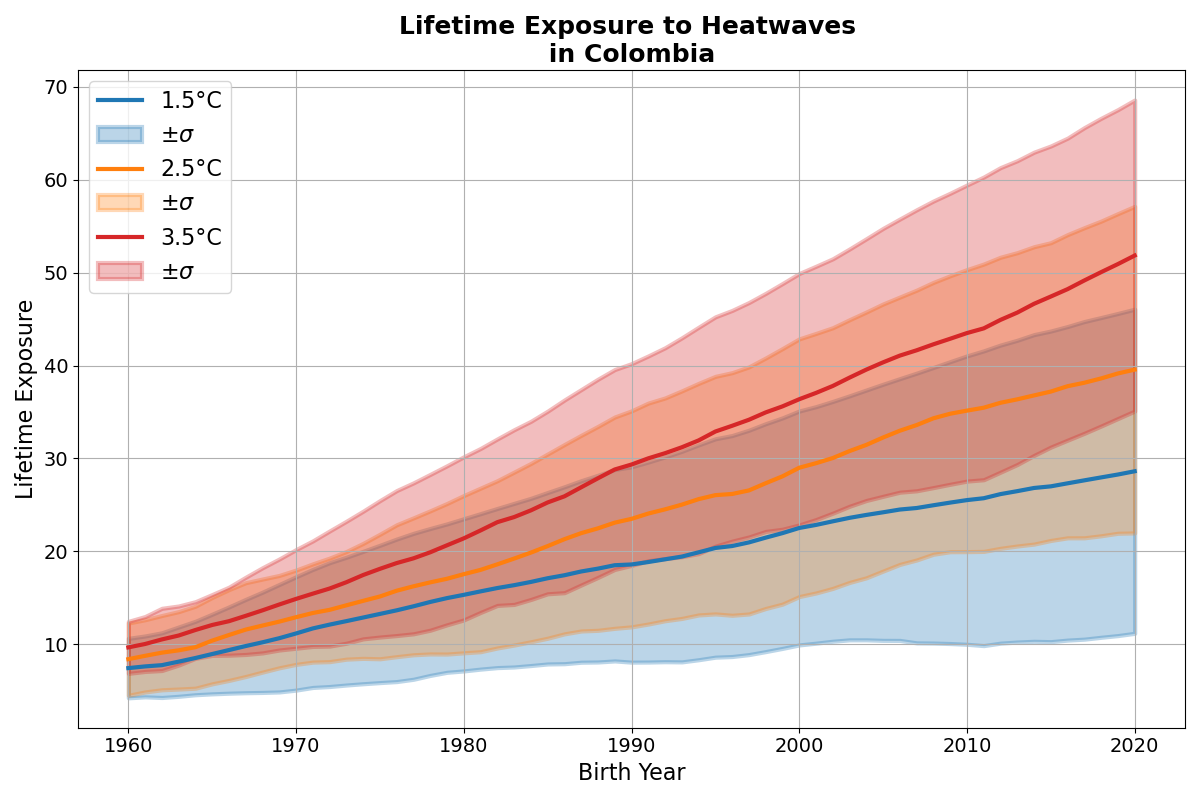 Lifetime Exposure to Heatwaves
in Colombia
1.5°C
±σ
2.5°C
±σ
3.5°C
±σ
Lifetime Exposure
70
60
50
40
30
20
10
1960
1970
1980
1990
2000
2010
2020
Birth Year